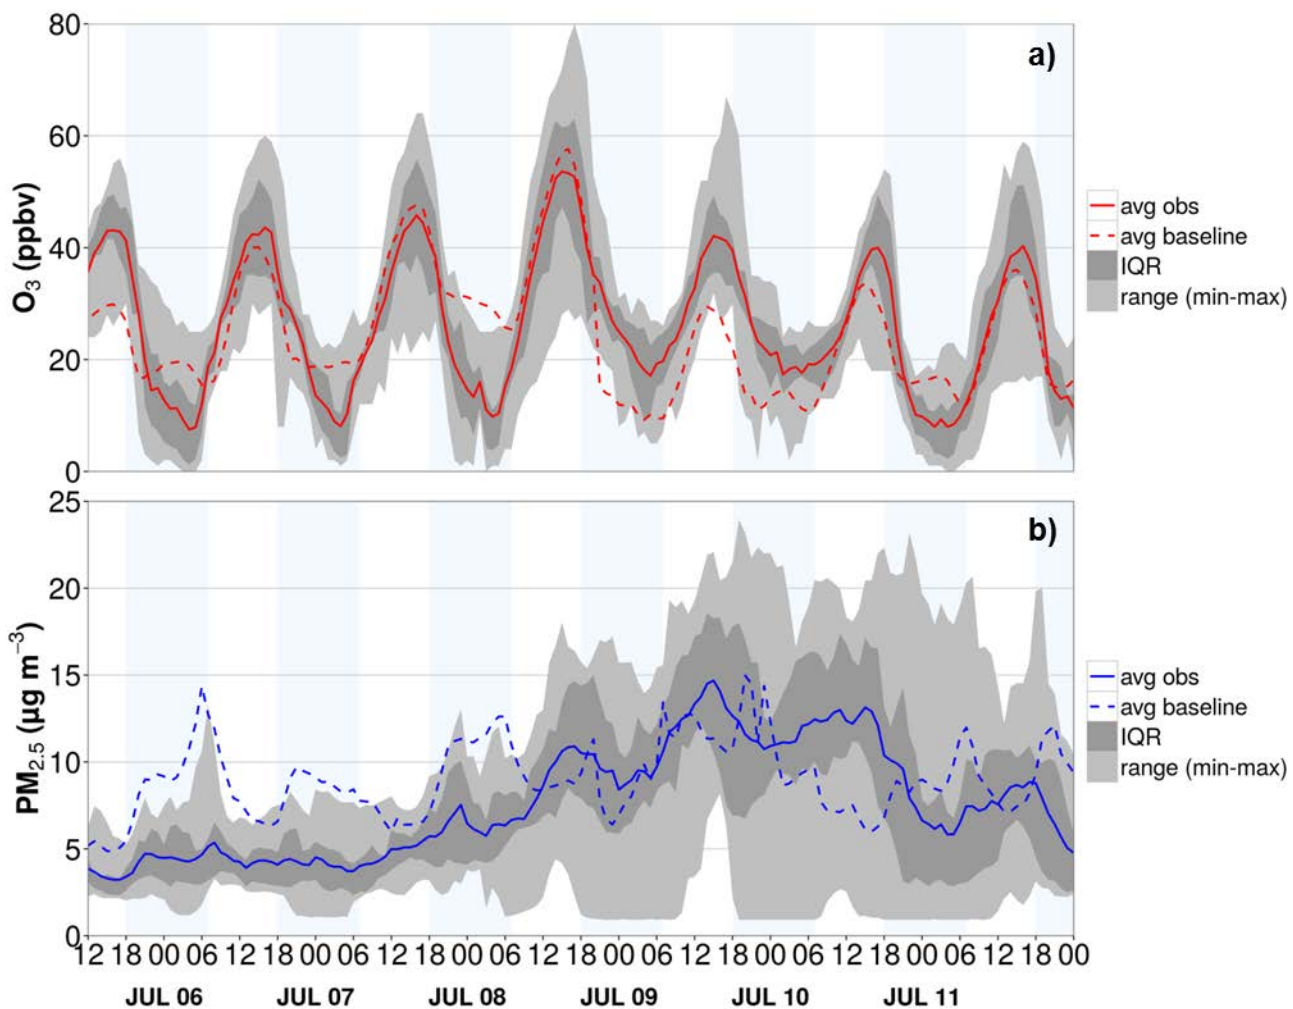 a)
80
60
40
20
0
O₃ (ppbv)
avg obs
avg baseline
IQR
range (min-max)
b)
25
20
15
10
5
0
PM₂.₅ (µg m⁻³)
avg obs
avg baseline
IQR
range (min-max)
12 18 00 06 12 18 00 06 12 18 00 06 12 18 00 06 12 18 00 06 12 18 00 06 12 18 00
JUL 06 JUL 07 JUL 08 JUL 09 JUL 10 JUL 11